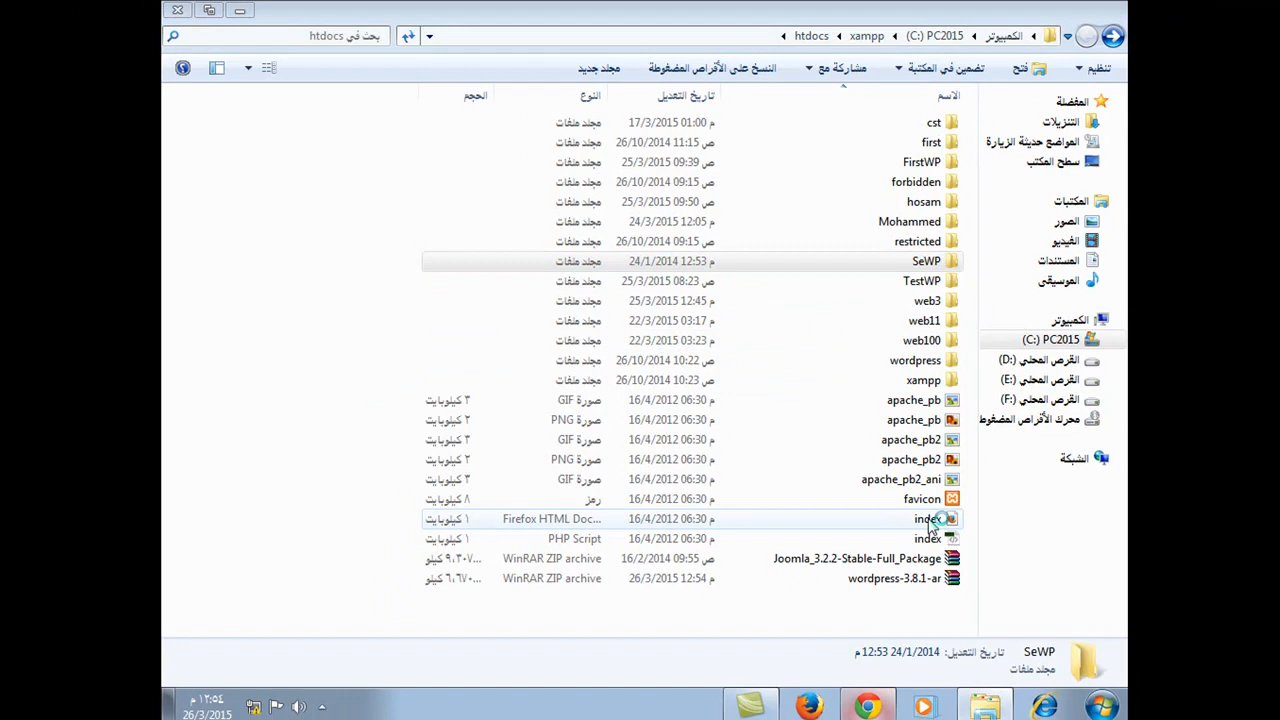 الكمبيوتر ◂ PC2015 (C:) ◂ xampp ◂ htdocs ◂
بحث في htdocs
تنظيم ▾ فتح تضمين في المكتبة ▾ مشاركة مع ▾ النسخ على الأقراص المضغوطة مجلد جديد
المفضلة
التنزيلات
المواضع حديثة الزيارة
سطح المكتب
المكتبات
الصور
الفيديو
المستندات
الموسيقى
الكمبيوتر
PC2015 (C:)
القرص المحلي (D:)
القرص المحلي (E:)
القرص المحلي (F:)
محرك الأقراص المضغوط
الشبكة
الاسم تاريخ التعديل النوع الحجم
cst 17/3/2015 01:00 م مجلد ملفات
first 26/10/2014 11:15 ص مجلد ملفات
FirstWP 25/3/2015 09:39 ص مجلد ملفات
forbidden 26/10/2014 09:15 ص مجلد ملفات
hosam 25/3/2015 09:50 ص مجلد ملفات
Mohammed 24/3/2015 12:05 م مجلد ملفات
restricted 26/10/2014 09:15 ص مجلد ملفات
SeWP 24/1/2014 12:53 م مجلد ملفات
TestWP 25/3/2015 08:23 ص مجلد ملفات
web3 25/3/2015 12:45 م مجلد ملفات
web11 22/3/2015 03:17 م مجلد ملفات
web100 22/3/2015 03:23 م مجلد ملفات
wordpress 26/10/2014 10:22 ص مجلد ملفات
xampp 26/10/2014 10:23 ص مجلد ملفات
apache_pb 16/4/2012 06:30 م صورة GIF ٣ كيلوبايت
apache_pb 16/4/2012 06:30 م صورة PNG ٢ كيلوبايت
apache_pb2 16/4/2012 06:30 م صورة GIF ٣ كيلوبايت
apache_pb2 16/4/2012 06:30 م صورة PNG ٢ كيلوبايت
apache_pb2_ani 16/4/2012 06:30 م صورة GIF ٣ كيلوبايت
favicon 16/4/2012 06:30 م رمز ٨ كيلوبايت
index 16/4/2012 06:30 م Firefox HTML Doc... ١ كيلوبايت
index 16/4/2012 06:30 م PHP Script ١ كيلوبايت
Joomla_3.2.2-Stable-Full_Package 16/2/2014 09:55 ص WinRAR ZIP archive ٩،٣٠٧ كيلو...
wordpress-3.8.1-ar 26/3/2015 12:54 م WinRAR ZIP archive ٦،٦٧٠ كيلو...
SeWP تاريخ التعديل: 24/1/2014 12:53 م
مجلد ملفات
١٢:٥٤ م
26/3/2015